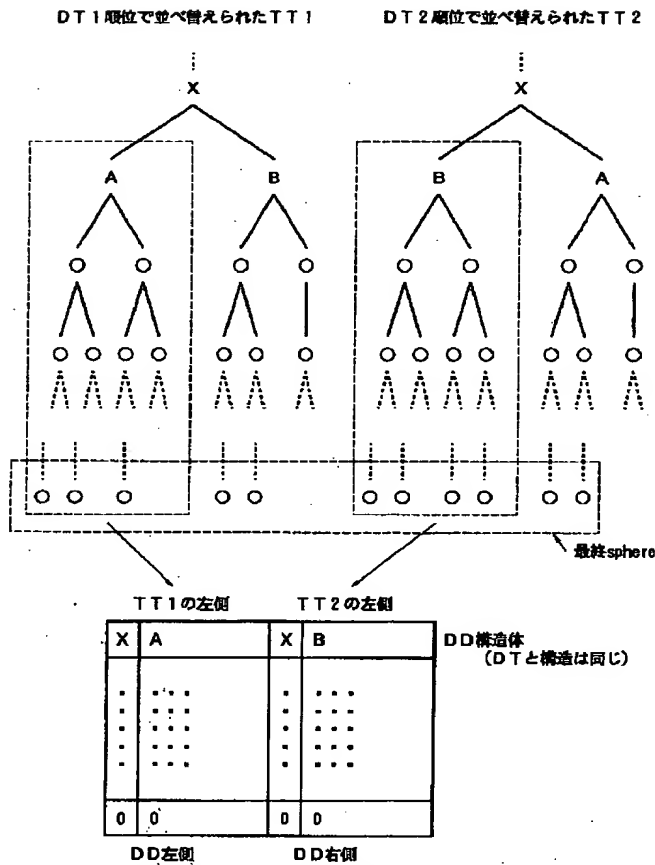 DT1順位で並べ替えられたTT1
DT2順位で並べ替えられたTT2
X
X
A
B
B
A
最終sphere
TT1の左側
TT2の左側
X A X B
DD構造体
(DTと構造は同じ)
0 0 0 0
DD左側
DD右側